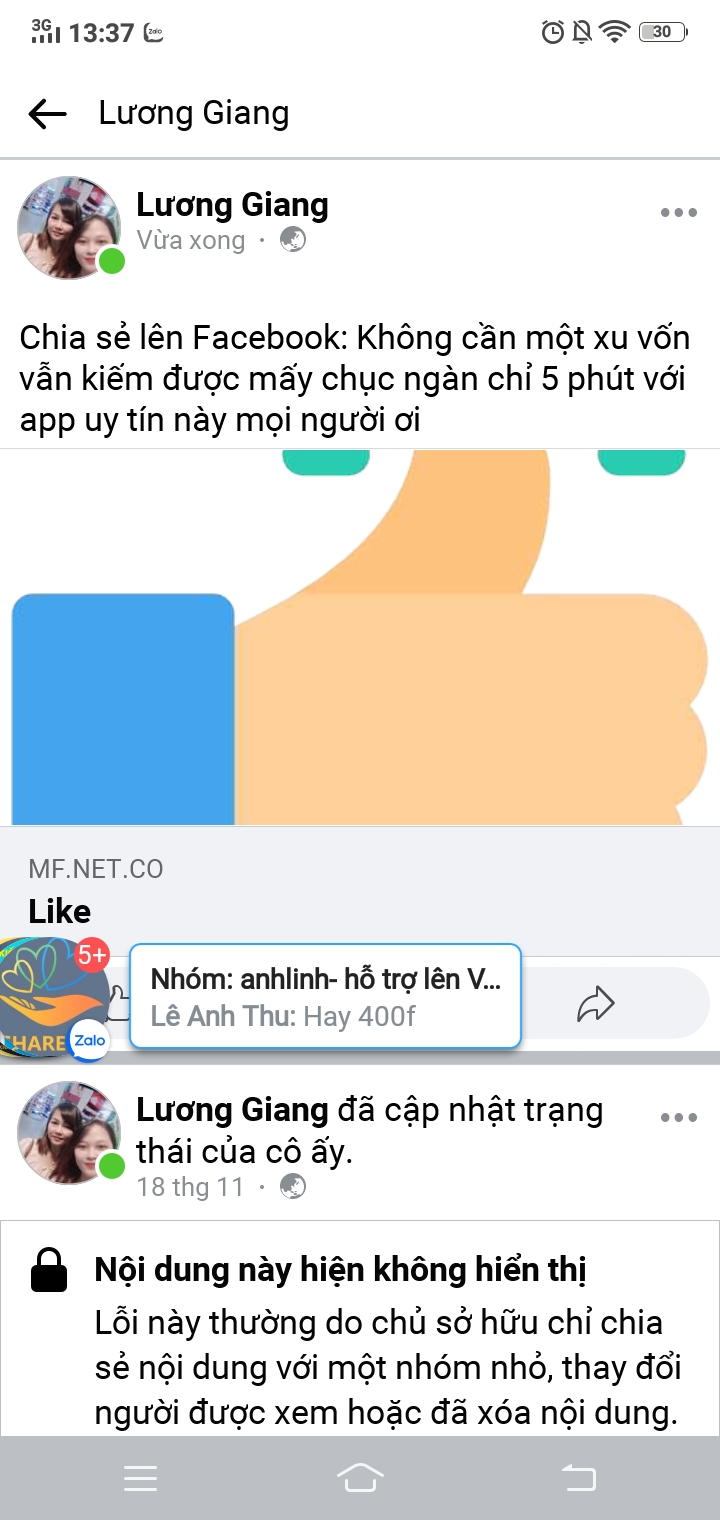 3G 13:37 Zalo 30
Lương Giang
Lương Giang
Vừa xong ·
Chia sẻ lên Facebook: Không cần một xu vốn
vẫn kiếm được mấy chục ngàn chỉ 5 phút với
app uy tín này mọi người ơi
MF.NET.CO
Like
5+
Nhóm: anhlinh- hỗ trợ lên V...
Lê Anh Thu: Hay 400f
SHARE Zalo
Lương Giang đã cập nhật trạng
thái của cô ấy.
18 thg 11 ·
Nội dung này hiện không hiển thị
Lỗi này thường do chủ sở hữu chỉ chia
sẻ nội dung với một nhóm nhỏ, thay đổi
người được xem hoặc đã xóa nội dung.